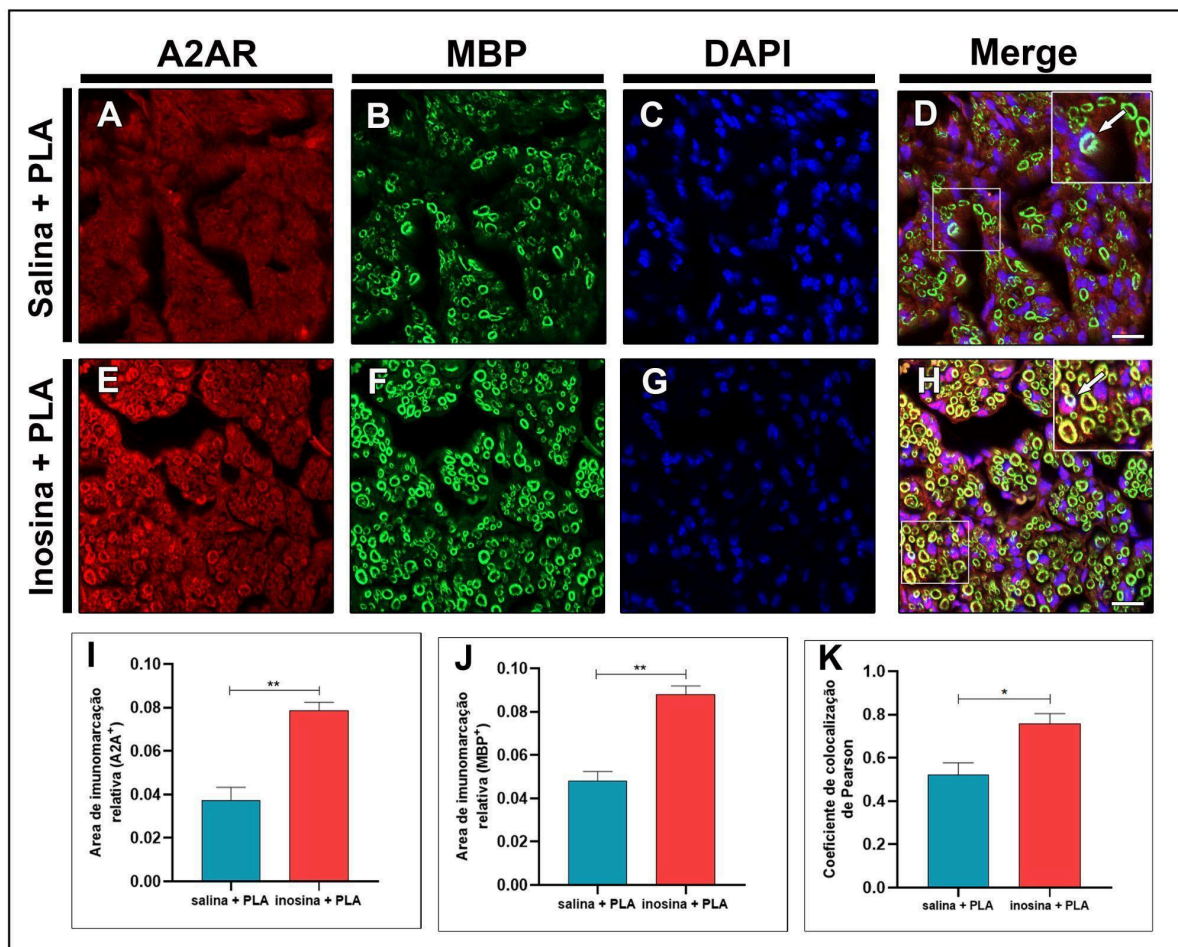 A2AR
MBP
DAPI
Merge
Salina + PLA
A
B
C
D
Inosina + PLA
E
F
G
H
I
0.10
0.08
0.06
0.04
0.02
0.00
Area de imunomarcação
relativa (A2A+)
**
salina + PLA
inosina + PLA
J
0.10
0.08
0.06
0.04
0.02
0.00
Area de imunomarcação
relativa (MBP+)
**
salina + PLA
inosina + PLA
K
1.0
0.8
0.6
0.4
0.2
0.0
Coeficiente de colocalização
de Pearson
*
salina + PLA
inosina + PLA